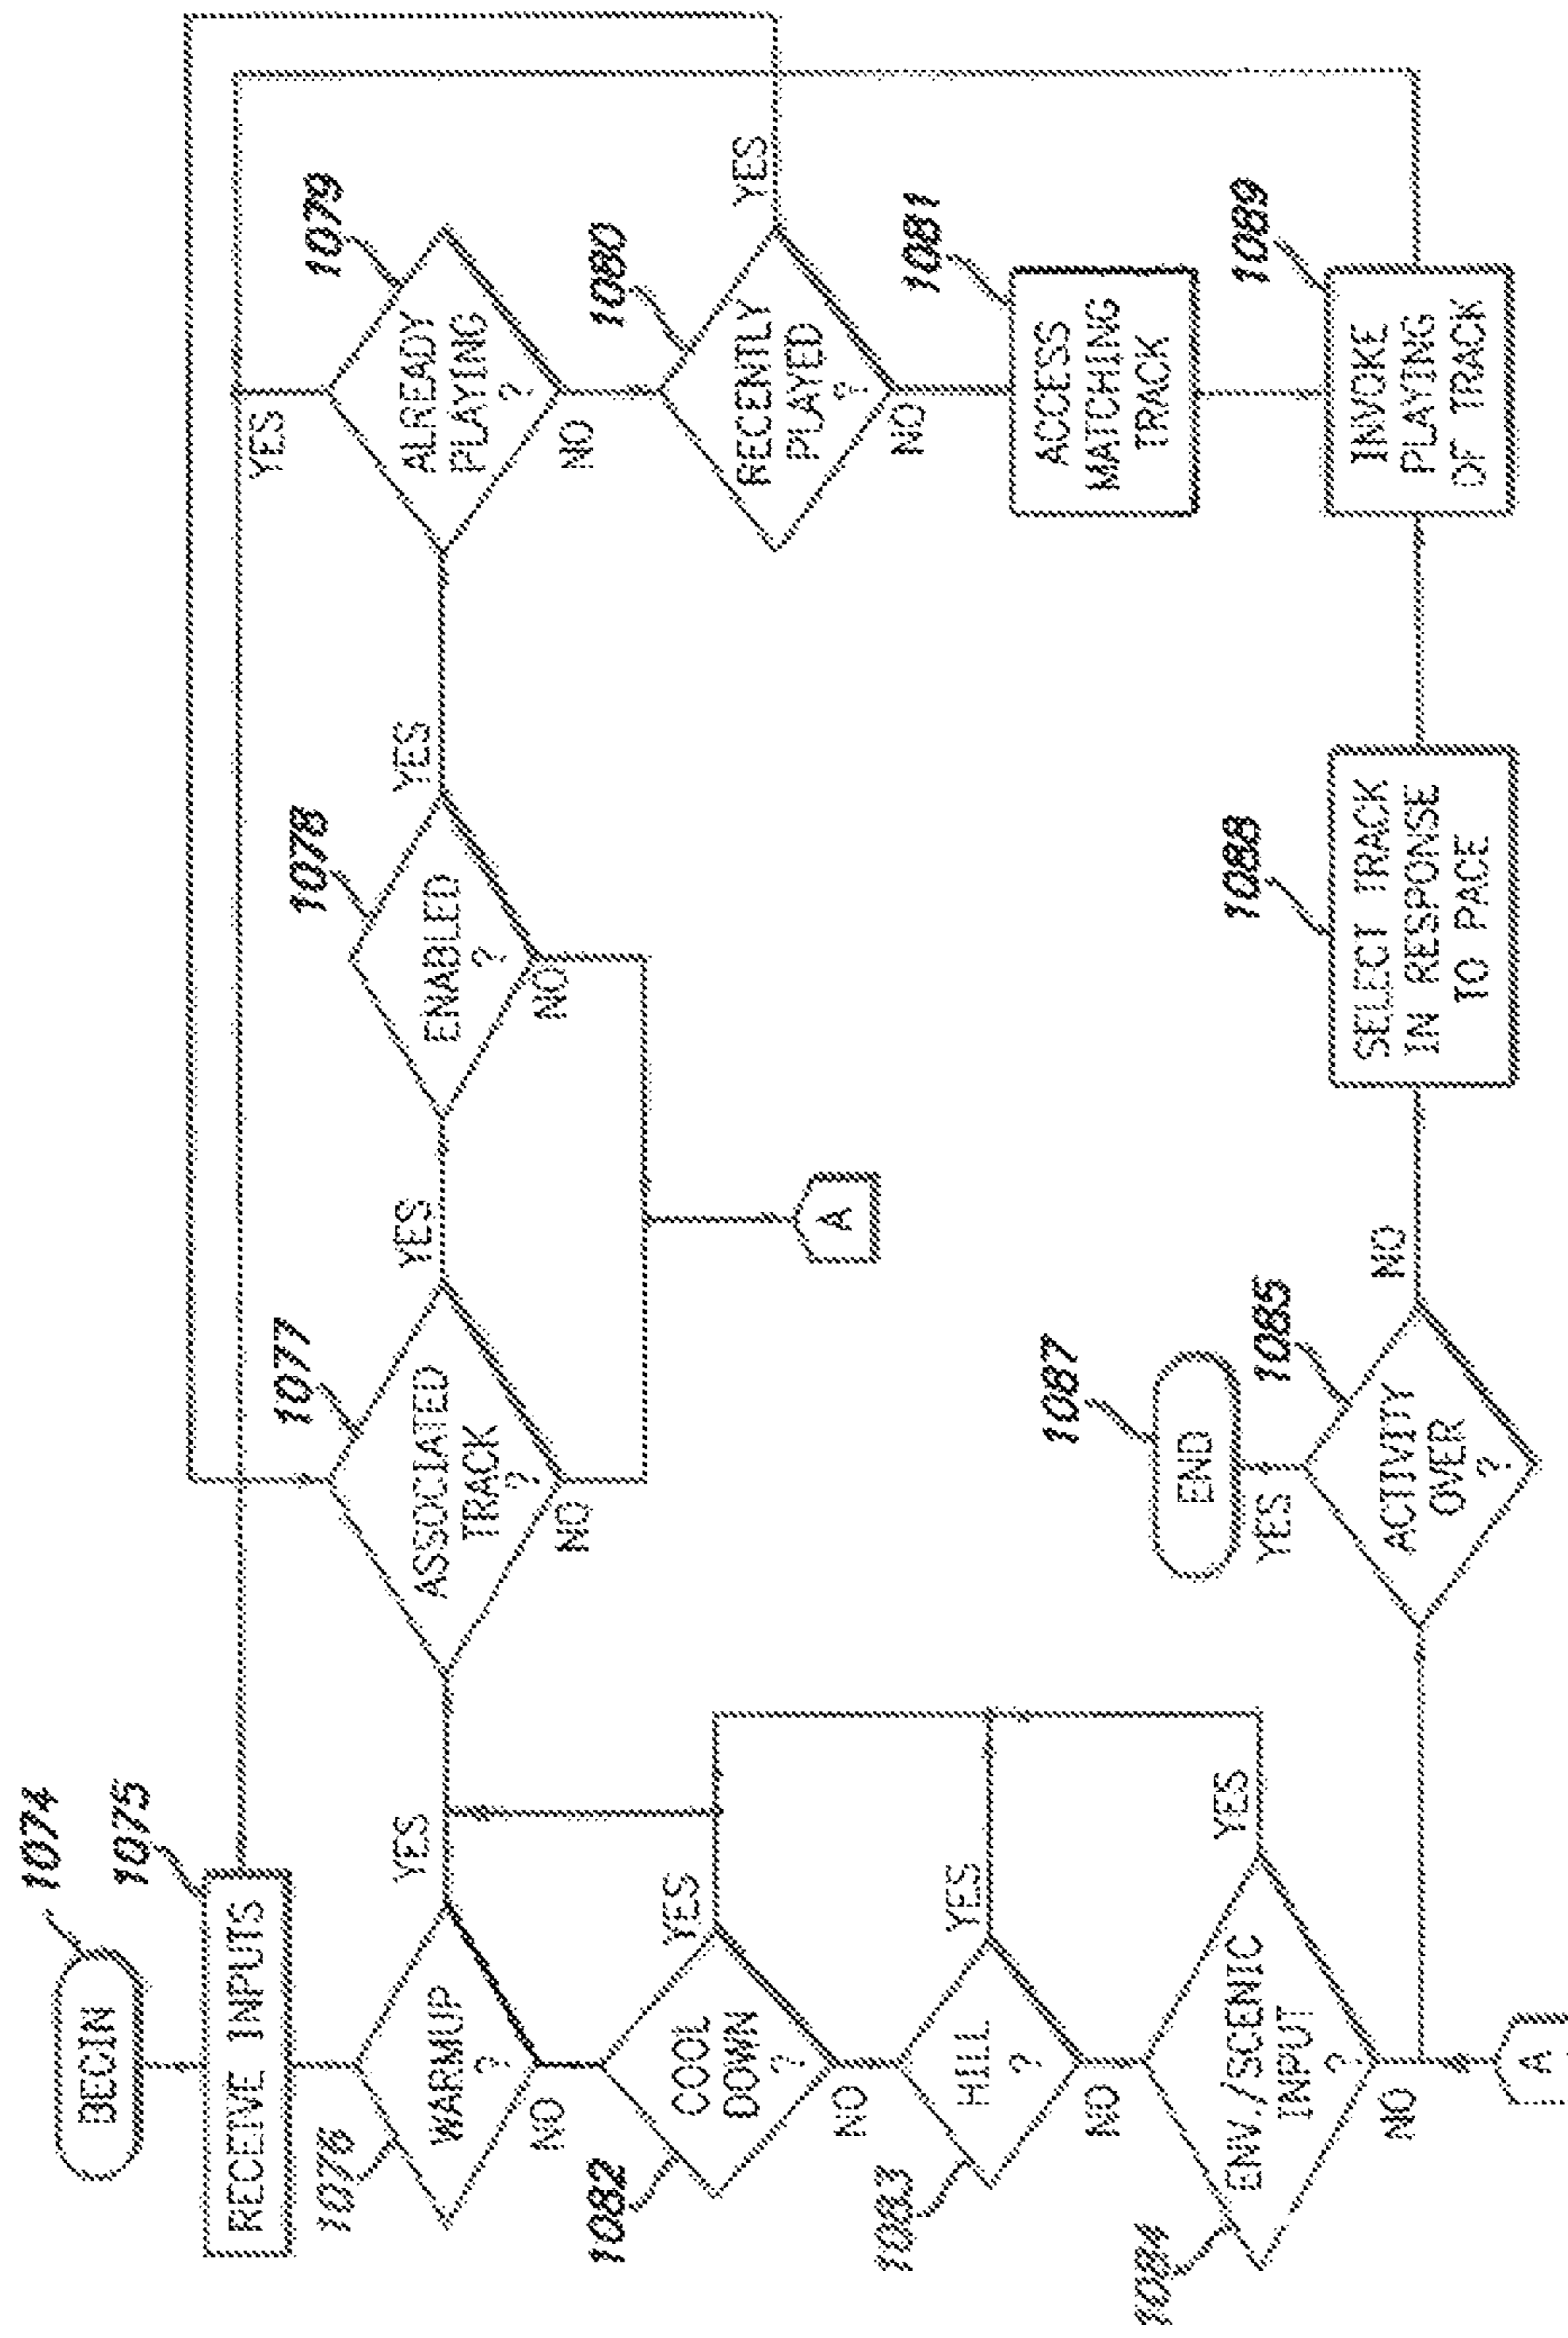 BEGIN
1074
RECEIVE INPUTS
1075
WARMUP
?
1076
YES
NO
COOL
DOWN
?
1082
YES
NO
HILL
?
1083
YES
NO
ENV./SCENIC
INPUT
?
1084
YES
NO
A
ASSOCIATED
TRACK
?
1077
YES
NO
ENABLED
?
1078
YES
NO
A
ALREADY
PLAYING
?
1079
YES
NO
RECENTLY
PLAYED
?
1080
YES
NO
ACCESS
MATCHING
TRACK
1081
INVOKE
PLAYING
OF TRACK
1089
ACTIVITY
OVER
?
1085
YES
END
1087
NO
SELECT TRACK
IN RESPONSE
TO PACE
1088